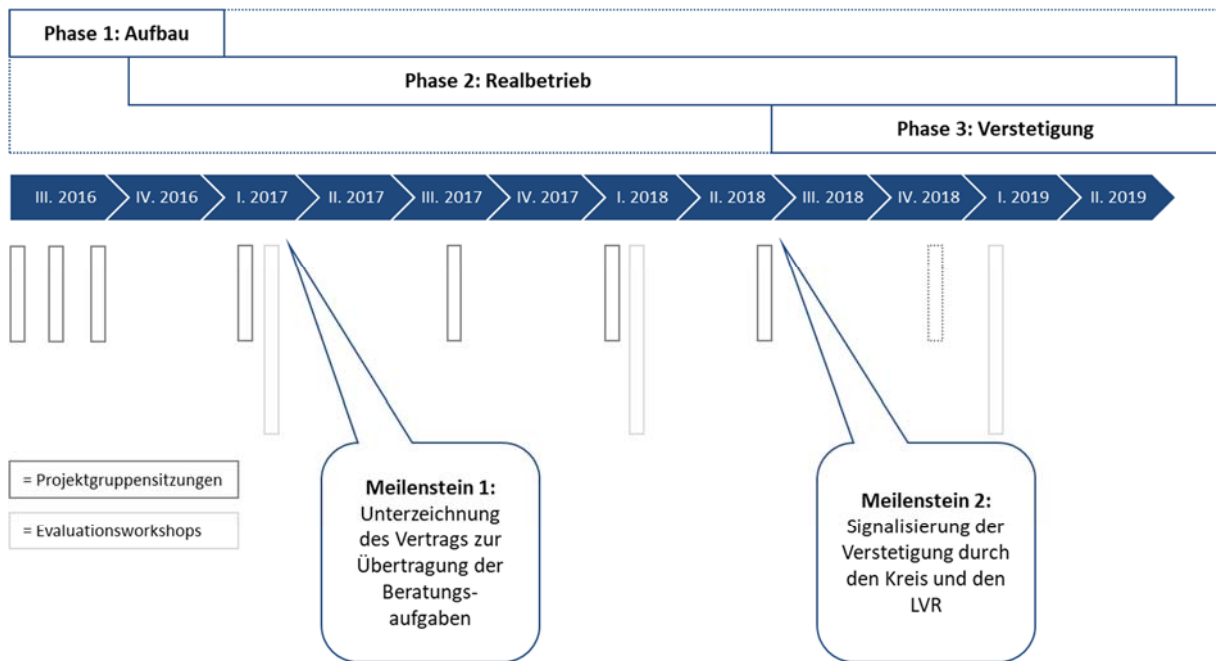 Phase 1: Aufbau
Phase 2: Realbetrieb
Phase 3: Verstetigung
III. 2016
IV. 2016
I. 2017
II. 2017
III. 2017
IV. 2017
I. 2018
II. 2018
III. 2018
IV. 2018
I. 2019
II. 2019
= Projektgruppensitzungen
= Evaluationsworkshops
Meilenstein 1:
Unterzeichnung
des Vertrags zur
Übertragung der
Beratungs-
aufgaben
Meilenstein 2:
Signalisierung der
Verstetigung durch
den Kreis und den
LVR